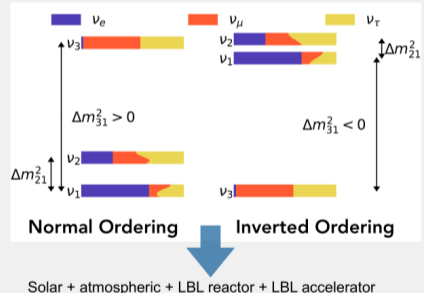 νe νμ ντ
ν3
Δm²31 > 0
ν2
Δm²21
ν1
Normal Ordering
ν2
Δm²21
ν1
Δm²31 < 0
ν3
Inverted Ordering
Solar + atmospheric + LBL reactor + LBL accelerator